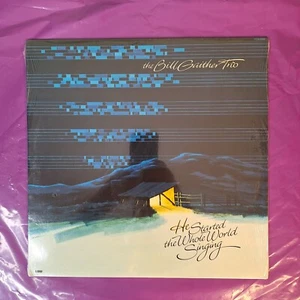 the Bill Gaither Trio
He Started
the Whole World
Singing